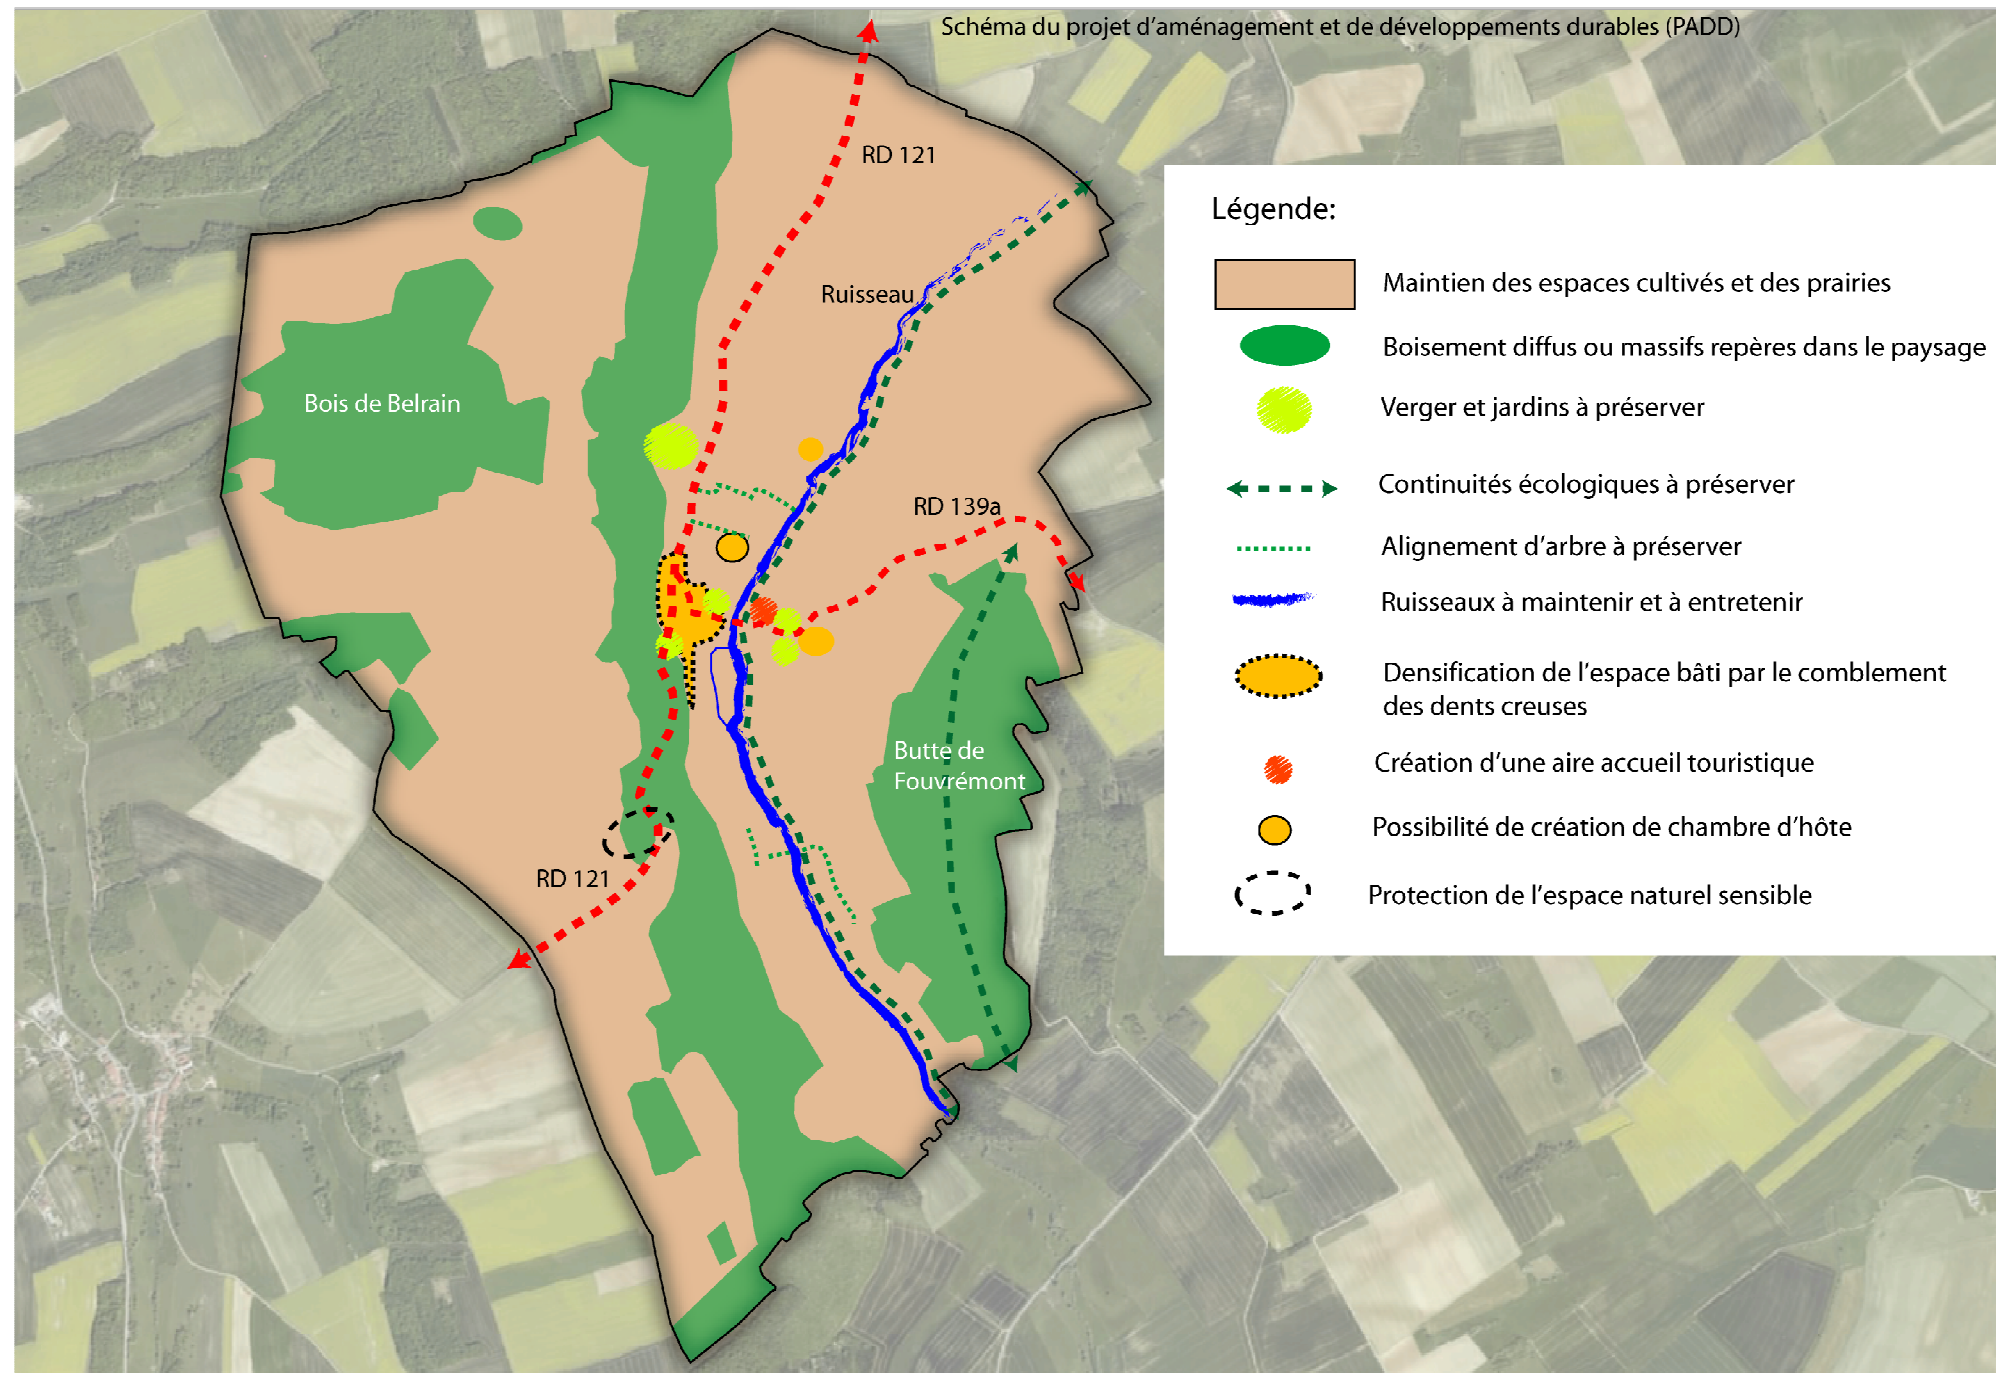 Schéma du projet d'aménagement et de développements durables (PADD)
RD 121
Ruisseau
Bois de Belrain
RD 139a
Butte de
Fouvrémont
RD 121
Légende:
Maintien des espaces cultivés et des prairies
Boisement diffus ou massifs repères dans le paysage
Verger et jardins à préserver
Continuités écologiques à préserver
Alignement d'arbre à préserver
Ruisseaux à maintenir et à entretenir
Densification de l'espace bâti par le comblement
des dents creuses
Création d'une aire accueil touristique
Possibilité de création de chambre d'hôte
Protection de l'espace naturel sensible